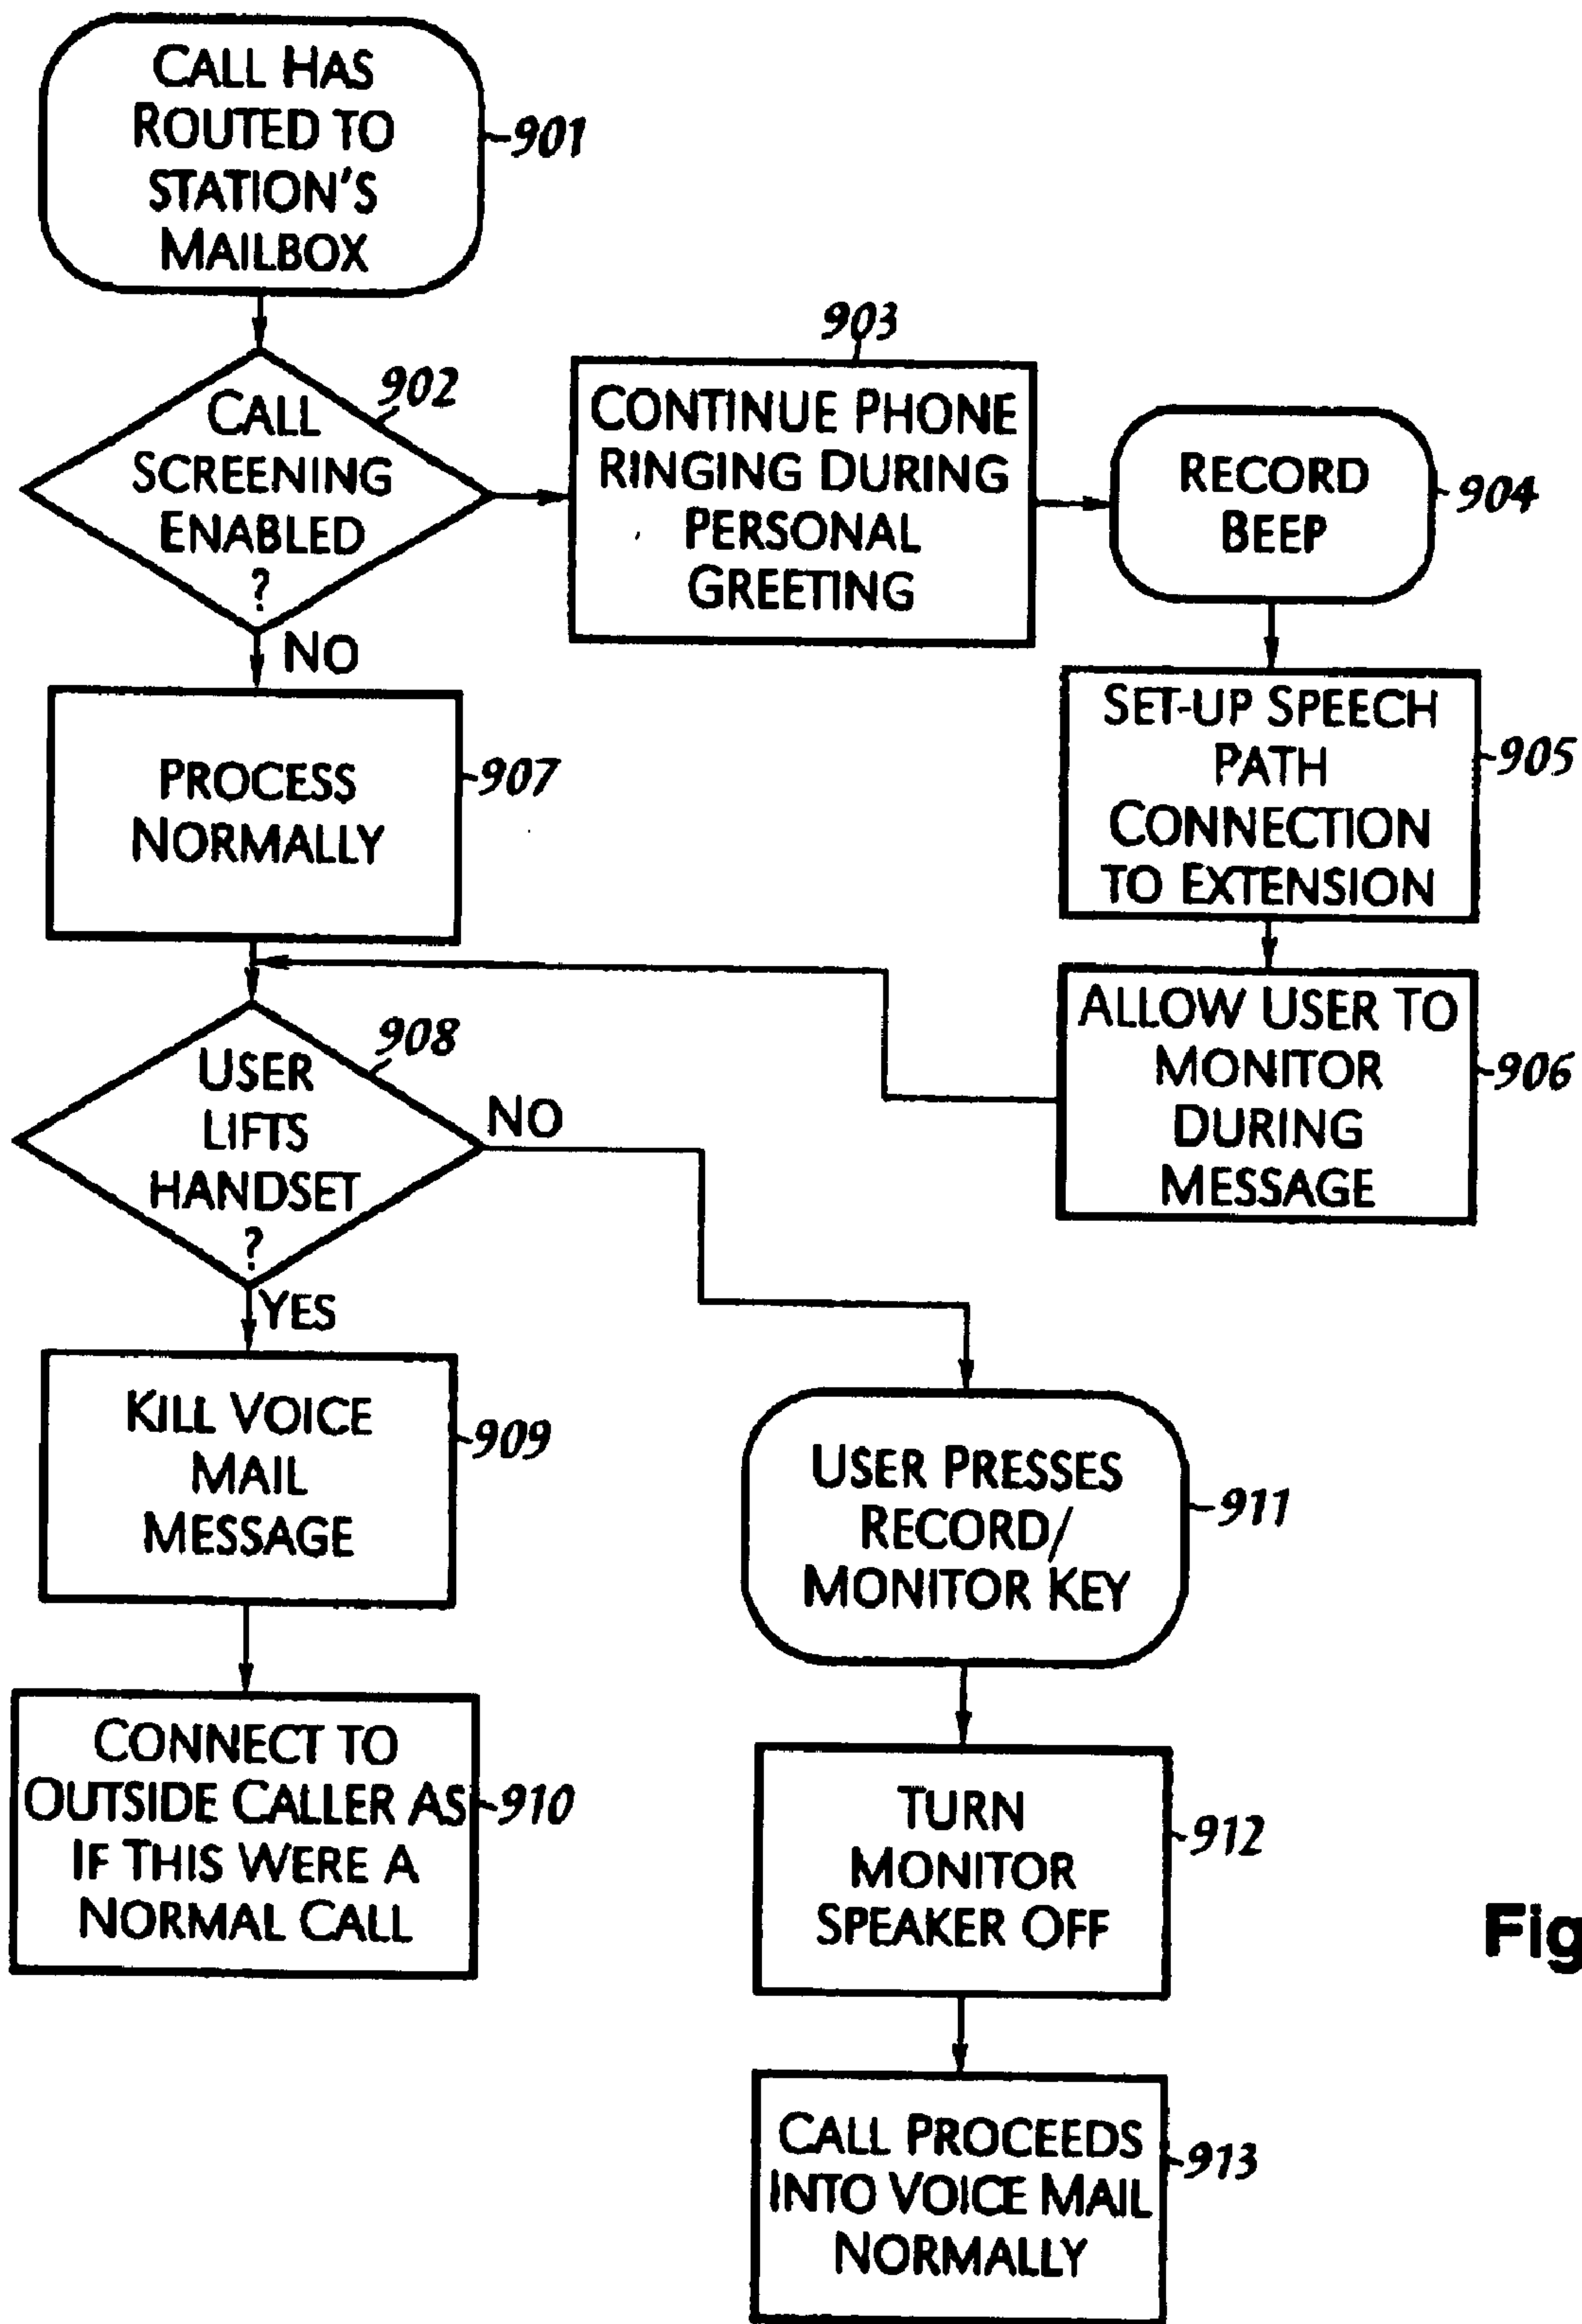 CALL HAS
ROUTED TO
STATION'S
MAILBOX
901
CALL
SCREENING
ENABLED
?
902
NO
903
CONTINUE PHONE
RINGING DURING
PERSONAL
GREETING
RECORD
BEEP
904
SET-UP SPEECH
PATH
CONNECTION
TO EXTENSION
905
ALLOW USER TO
MONITOR
DURING
MESSAGE
906
PROCESS
NORMALLY
907
USER
LIFTS
HANDSET
?
908
NO
YES
KILL VOICE
MAIL
MESSAGE
909
CONNECT TO
OUTSIDE CALLER AS
IF THIS WERE A
NORMAL CALL
910
USER PRESSES
RECORD/
MONITOR KEY
911
TURN
MONITOR
SPEAKER OFF
912
CALL PROCEEDS
INTO VOICE MAIL
NORMALLY
913
Fig